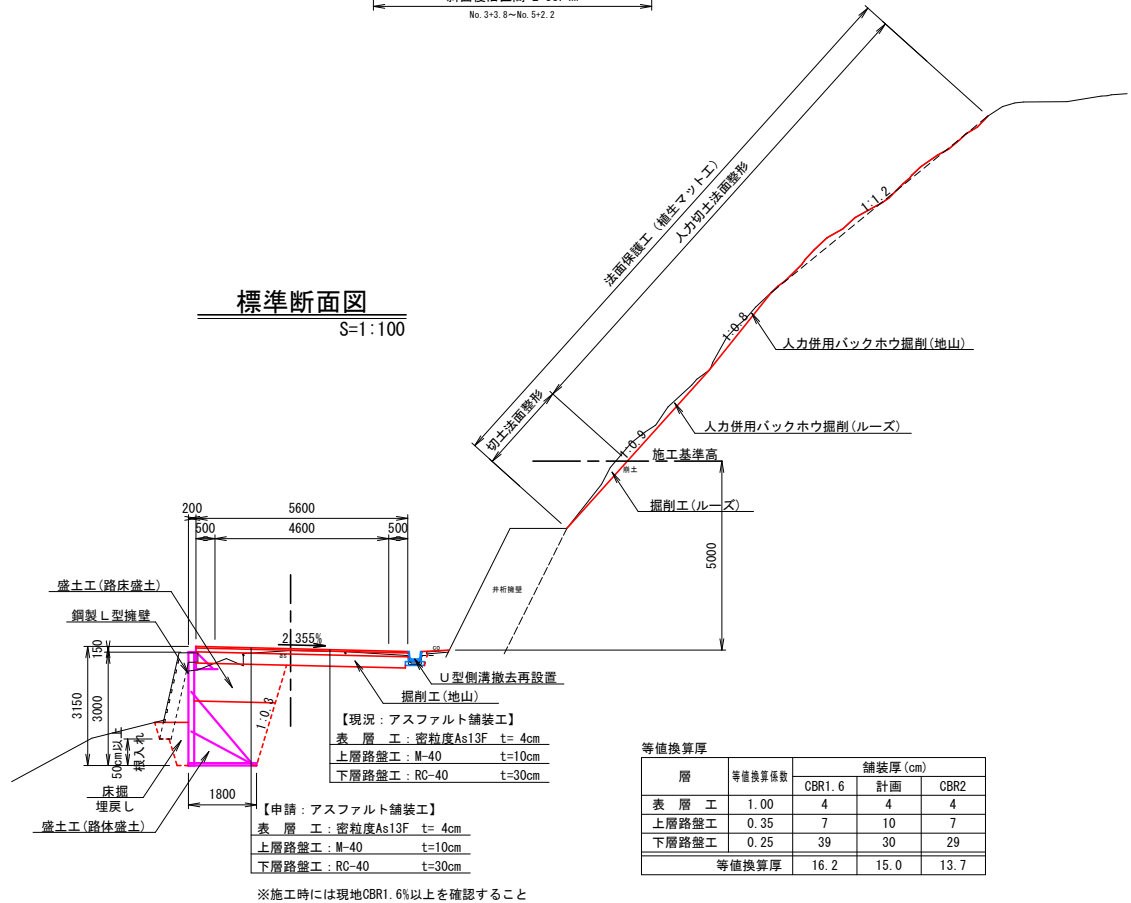 No.3+3.8～No.5+2.2
法面保護工（植生マット工）
人力切土法面整形
切土法面整形
標準断面図
S=1:100
1:1.2
1:0.8
人力併用バックホウ掘削(地山)
人力併用バックホウ掘削(ルーズ)
1:0.9
施工基準高
崩土
掘削工(ルーズ)
5000
井桁擁壁
200
5600
500
4600
500
盛土工(路床盛土)
鋼製Ｌ型擁壁
2.355%
150
3150
3000
1:0.3
50cm以上
根入れ
床掘
埋戻し
盛土工(路体盛土)
1800
Ｕ型側溝撤去再設置
掘削工(地山)
【現況：アスファルト舗装工】
表　層　工：密粒度As13F　t= 4cm
上層路盤工：M-40　t=10cm
下層路盤工：RC-40　t=30cm
【申請：アスファルト舗装工】
表　層　工：密粒度As13F　t= 4cm
上層路盤工：M-40　t=10cm
下層路盤工：RC-40　t=30cm
※施工時には現地CBR1.6%以上を確認すること
等値換算厚
層　等値換算係数　舗装厚(cm)
CBR1.6　計画　CBR2
表　層　工　1.00　4　4　4
上層路盤工　0.35　7　10　7
下層路盤工　0.25　39　30　29
等値換算厚　16.2　15.0　13.7